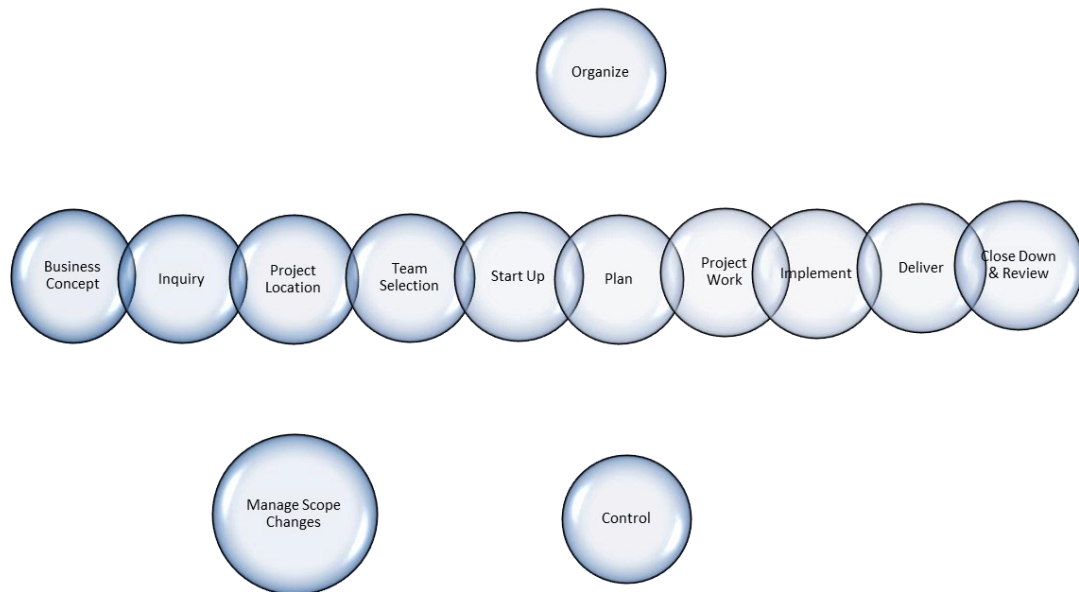 Organize
Business
Concept
Inquiry
Project
Location
Team
Selection
Start Up
Plan
Project
Work
Implement
Deliver
Close Down
& Review
Manage Scope
Changes
Control